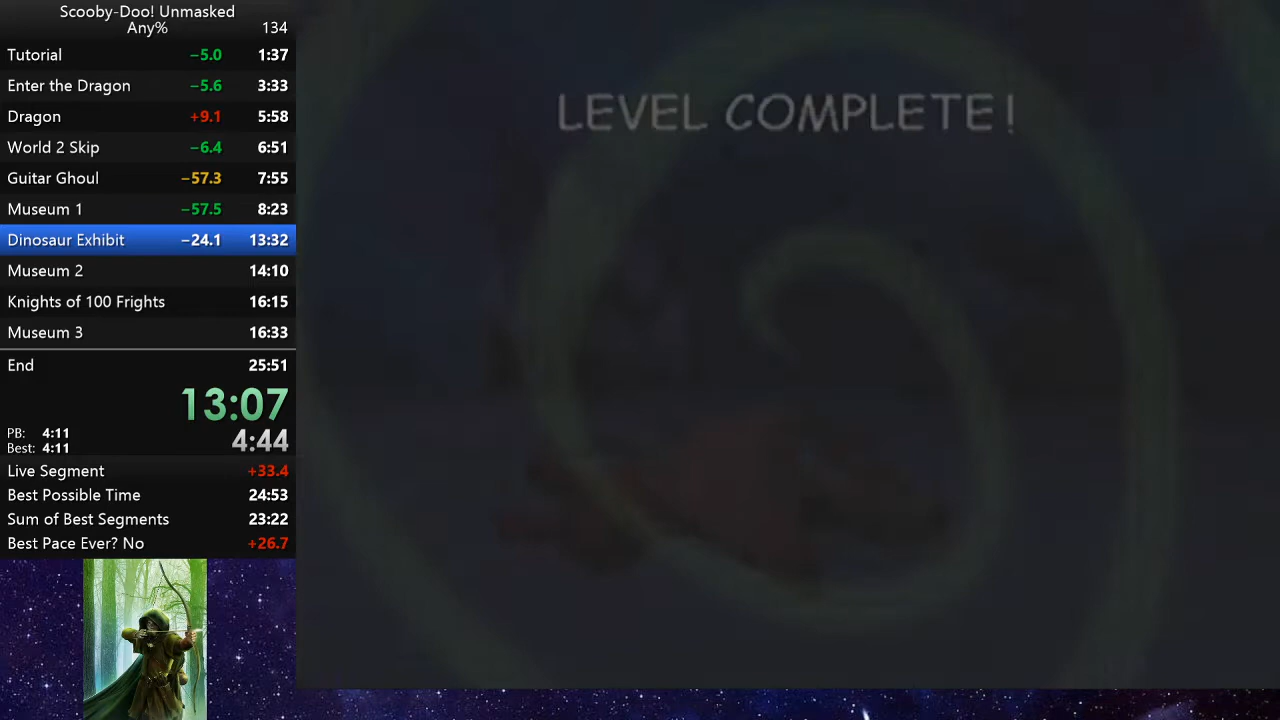 Scooby-Doo! Unmasked
Any% 134
Tutorial −5.0 1:37
Enter the Dragon −5.6 3:33
Dragon +9.1 5:58
World 2 Skip −6.4 6:51
Guitar Ghoul −57.3 7:55
Museum 1 −57.5 8:23
Dinosaur Exhibit −24.1 13:32
Museum 2 14:10
Knights of 100 Frights 16:15
Museum 3 16:33
End 25:51
13:07
PB: 4:11
Best: 4:11
4:44
Live Segment +33.4
Best Possible Time 24:53
Sum of Best Segments 23:22
Best Pace Ever? No +26.7
LEVEL COMPLETE!